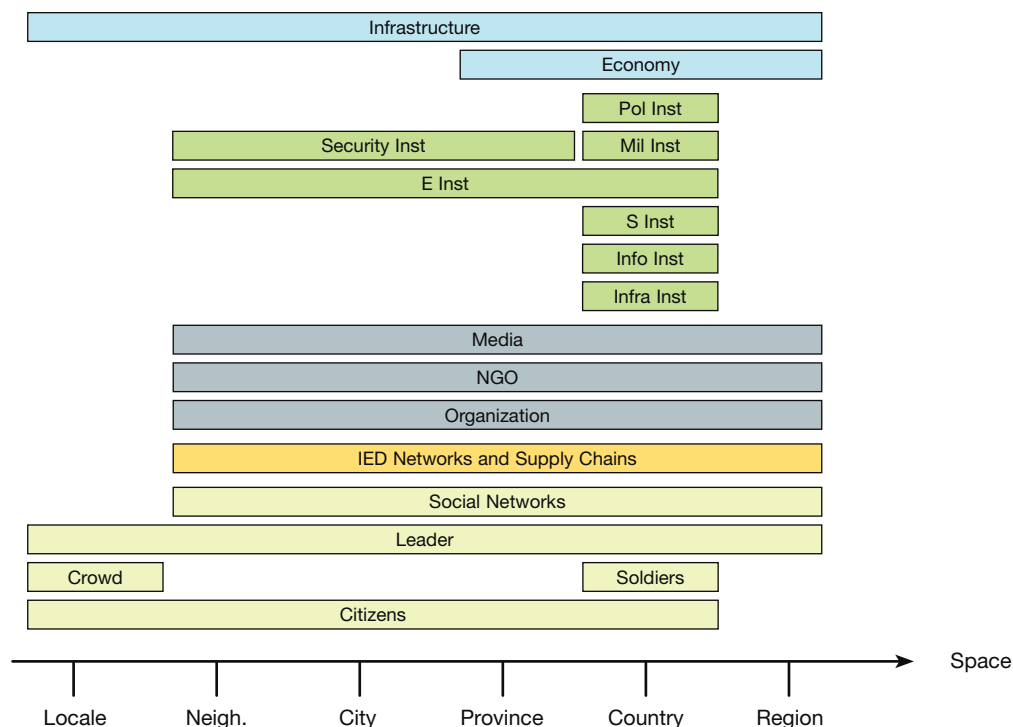 Infrastructure
Economy
Pol Inst
Security Inst
Mil Inst
E Inst
S Inst
Info Inst
Infra Inst
Media
NGO
Organization
IED Networks and Supply Chains
Social Networks
Leader
Crowd
Soldiers
Citizens
Space
Locale
Neigh.
City
Province
Country
Region